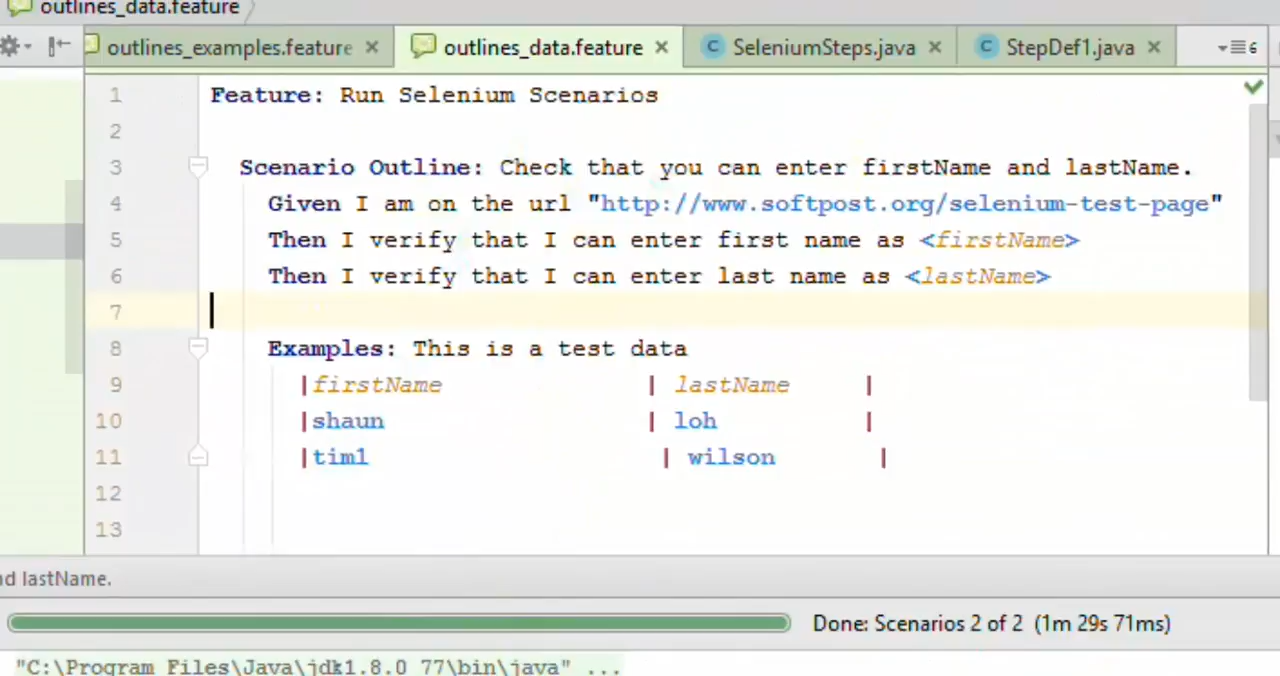 outlines_data.feature
outlines_examples.feature outlines_data.feature SeleniumSteps.java StepDef1.java 6
1 Feature: Run Selenium Scenarios
2
3 Scenario Outline: Check that you can enter firstName and lastName.
4 Given I am on the url "http://www.softpost.org/selenium-test-page"
5 Then I verify that I can enter first name as <firstName>
6 Then I verify that I can enter last name as <lastName>
7
8 Examples: This is a test data
9 |firstName | lastName |
10 |shaun | loh |
11 |tim1 | wilson |
12
13
nd lastName.
Done: Scenarios 2 of 2 (1m 29s 71ms)
"C:\Program Files\Java\jdk1.8.0_77\bin\java" ...